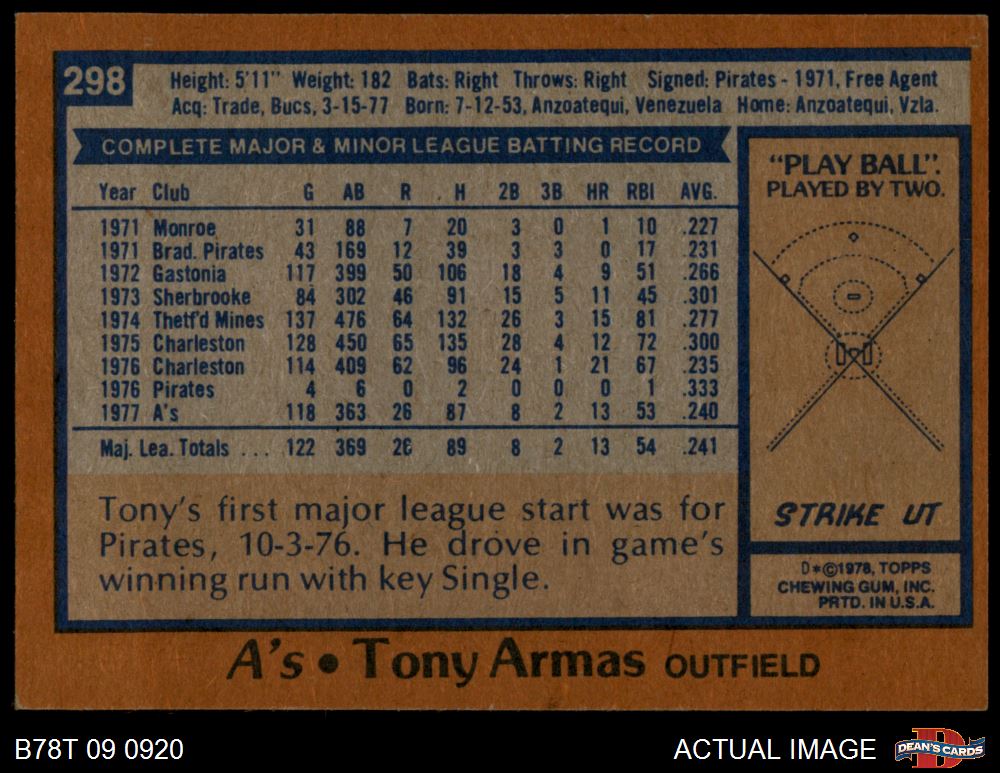 298
Height: 5'11" Weight: 182 Bats: Right Throws: Right Signed: Pirates - 1971, Free Agent
Acq: Trade, Bucs, 3-15-77 Born: 7-12-53, Anzoatequi, Venezuela Home: Anzoatequi, Vzla.
COMPLETE MAJOR & MINOR LEAGUE BATTING RECORD
Year Club G AB R H 2B 3B HR RBI AVG.
1971 Monroe 31 88 7 20 3 0 1 10 .227
1971 Brad. Pirates 43 169 12 39 3 3 0 17 .231
1972 Gastonia 117 399 50 106 18 4 9 51 .266
1973 Sherbrooke 84 302 46 91 15 5 11 45 .301
1974 Thetf'd Mines 137 476 64 132 26 3 15 81 .277
1975 Charleston 128 450 65 135 28 4 12 72 .300
1976 Charleston 114 409 62 96 24 1 21 67 .235
1976 Pirates 4 6 0 2 0 0 0 1 .333
1977 A's 118 363 26 87 8 2 13 53 .240
Maj. Lea. Totals ... 122 369 26 89 8 2 13 54 .241
Tony's first major league start was for
Pirates, 10-3-76. He drove in game's
winning run with key Single.
"PLAY BALL".
PLAYED BY TWO.
STRIKE UT
D*©1978, TOPPS
CHEWING GUM, INC.
PRTD. IN U.S.A.
A's • Tony Armas OUTFIELD
B78T 09 0920
ACTUAL IMAGE
DEAN'S CARDS